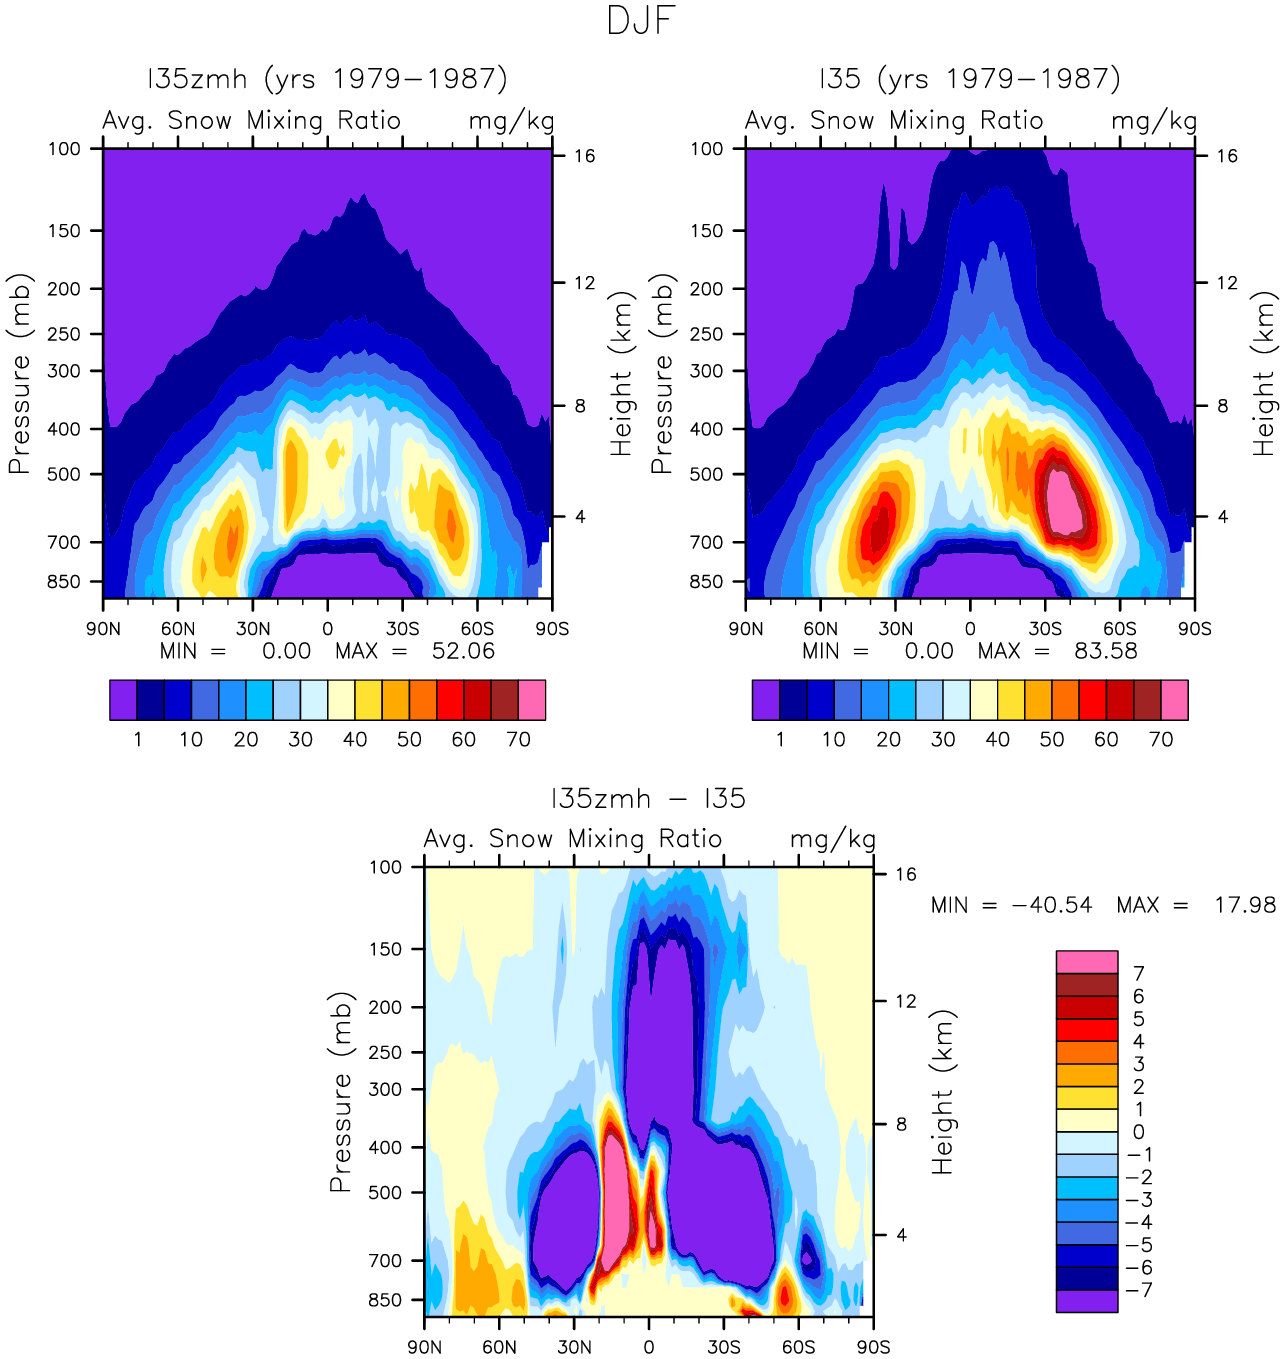 DJF
I35zmh (yrs 1979−1987)
Avg. Snow Mixing Ratio mg/kg
100
150
200
250
300
400
500
700
850
Pressure (mb)
16
12
8
4
Height (km)
90N 60N 30N 0 30S 60S 90S
MIN = 0.00 MAX = 52.06
1 10 20 30 40 50 60 70
I35 (yrs 1979−1987)
Avg. Snow Mixing Ratio mg/kg
100
150
200
250
300
400
500
700
850
Pressure (mb)
16
12
8
4
Height (km)
90N 60N 30N 0 30S 60S 90S
MIN = 0.00 MAX = 83.58
1 10 20 30 40 50 60 70
I35zmh − I35
Avg. Snow Mixing Ratio mg/kg
100
150
200
250
300
400
500
700
850
Pressure (mb)
16
12
8
4
Height (km)
90N 60N 30N 0 30S 60S 90S
MIN = −40.54 MAX = 17.98
7
6
5
4
3
2
1
0
−1
−2
−3
−4
−5
−6
−7